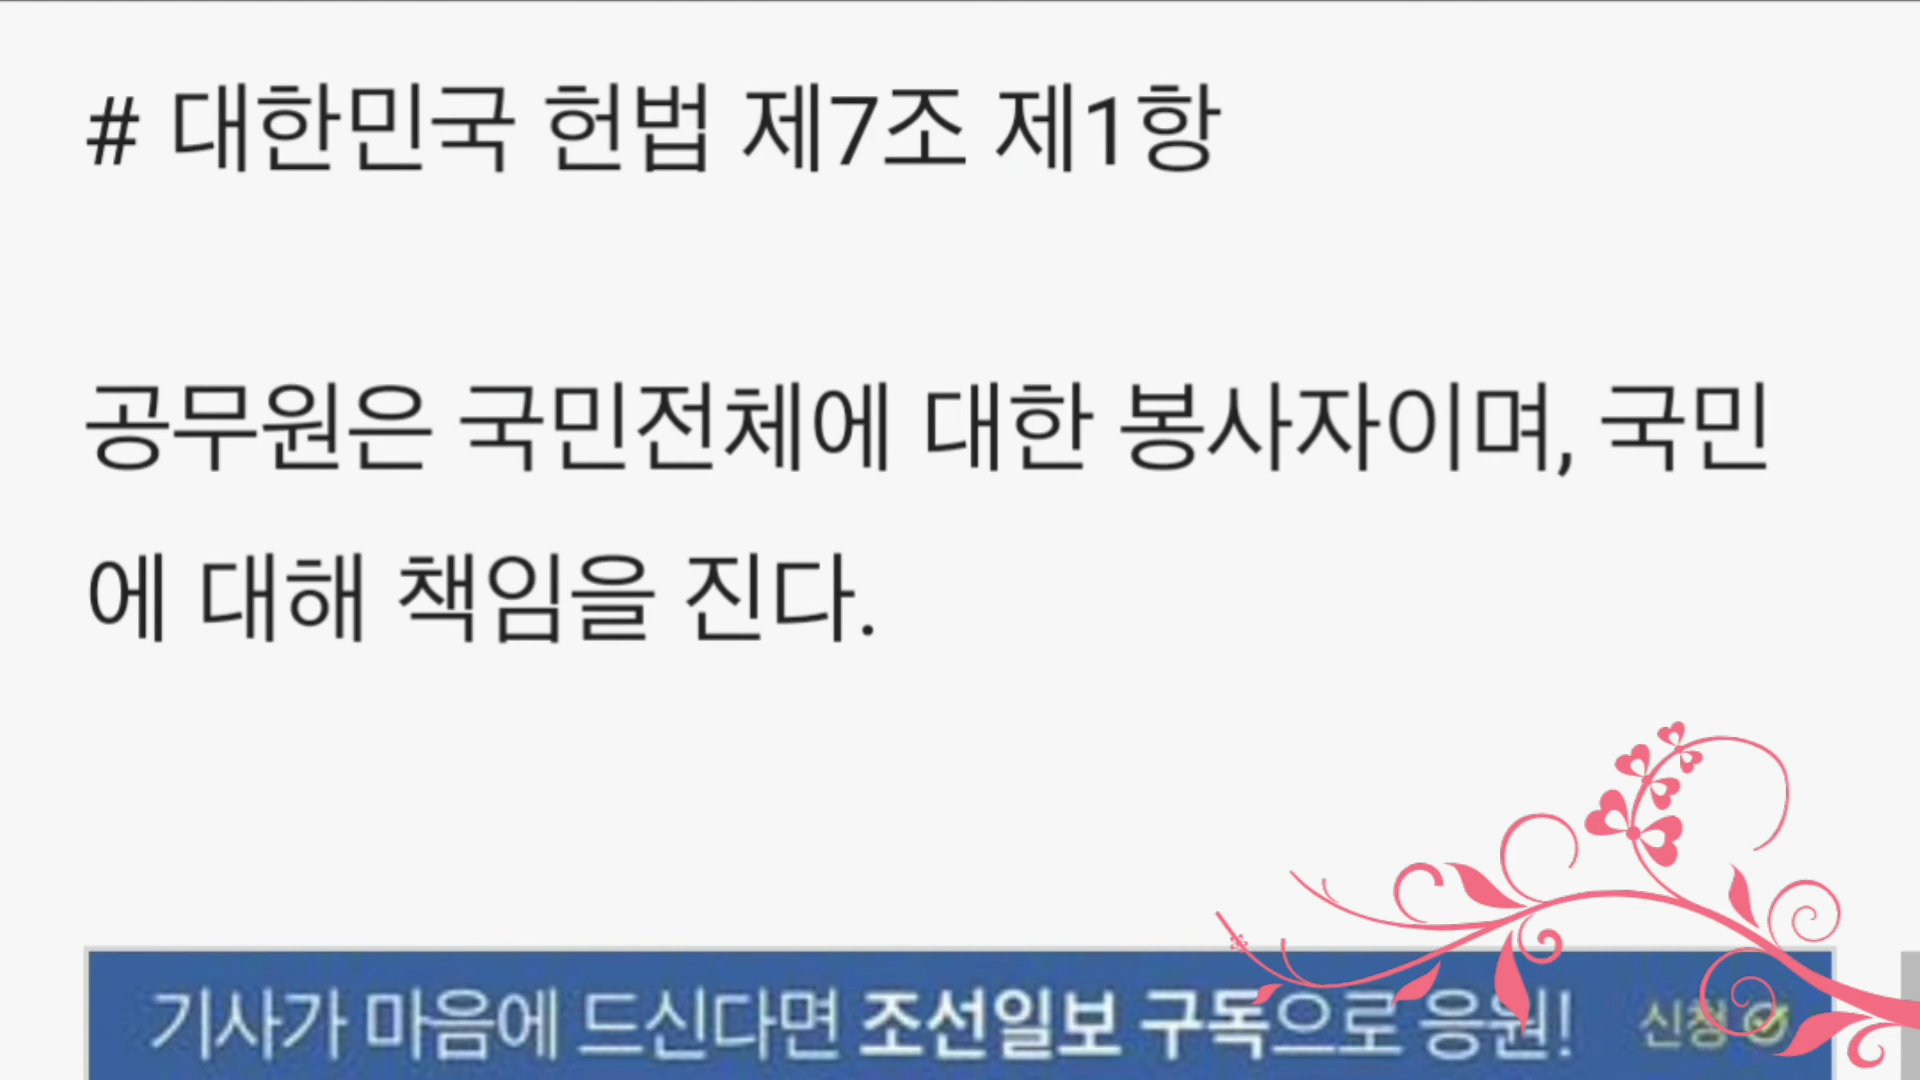 # 대한민국 헌법 제7조 제1항
공무원은 국민전체에 대한 봉사자이며, 국민
에 대해 책임을 진다.
기사가 마음에 드신다면 조선일보 구독으로 응원! 신청